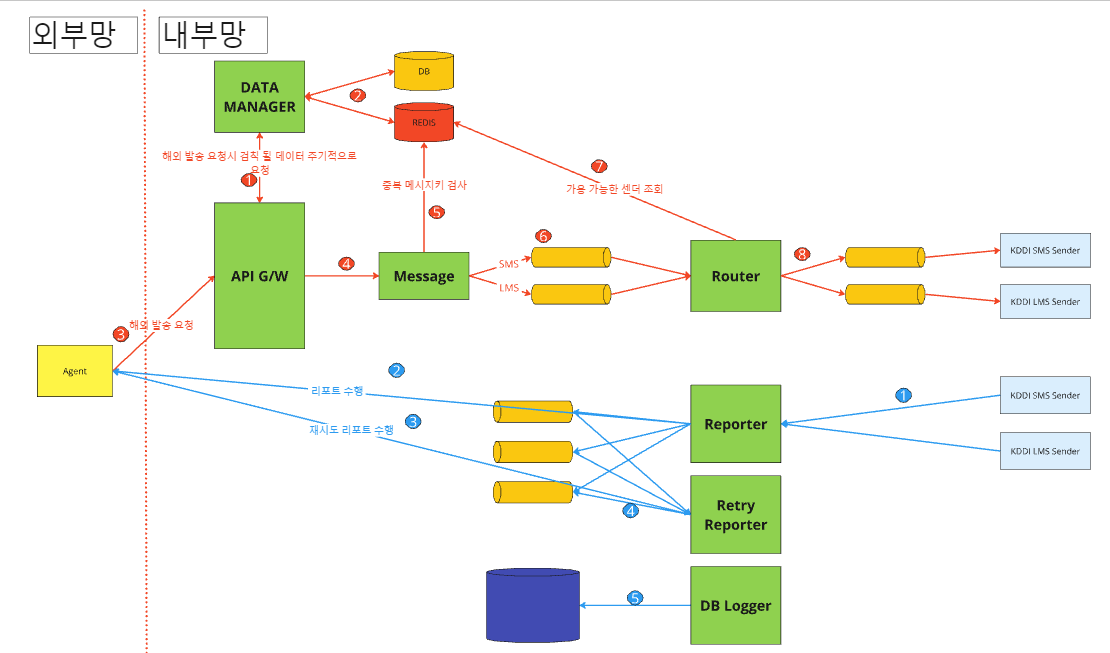 외부망
내부망
DATA
MANAGER
DB
2
REDIS
해외 발송 요청시 검칙 될 데이터 주기적으로
요청
1
중복 메시지키 검사
5
7
가용 가능한 센더 조회
API G/W
4
Message
6
SMS
LMS
Router
8
KDDI SMS Sender
KDDI LMS Sender
3
해외 발송 요청
Agent
2
리포트 수행
3
재시도 리포트 수행
Reporter
1
KDDI SMS Sender
KDDI LMS Sender
4
Retry
Reporter
5
DB Logger